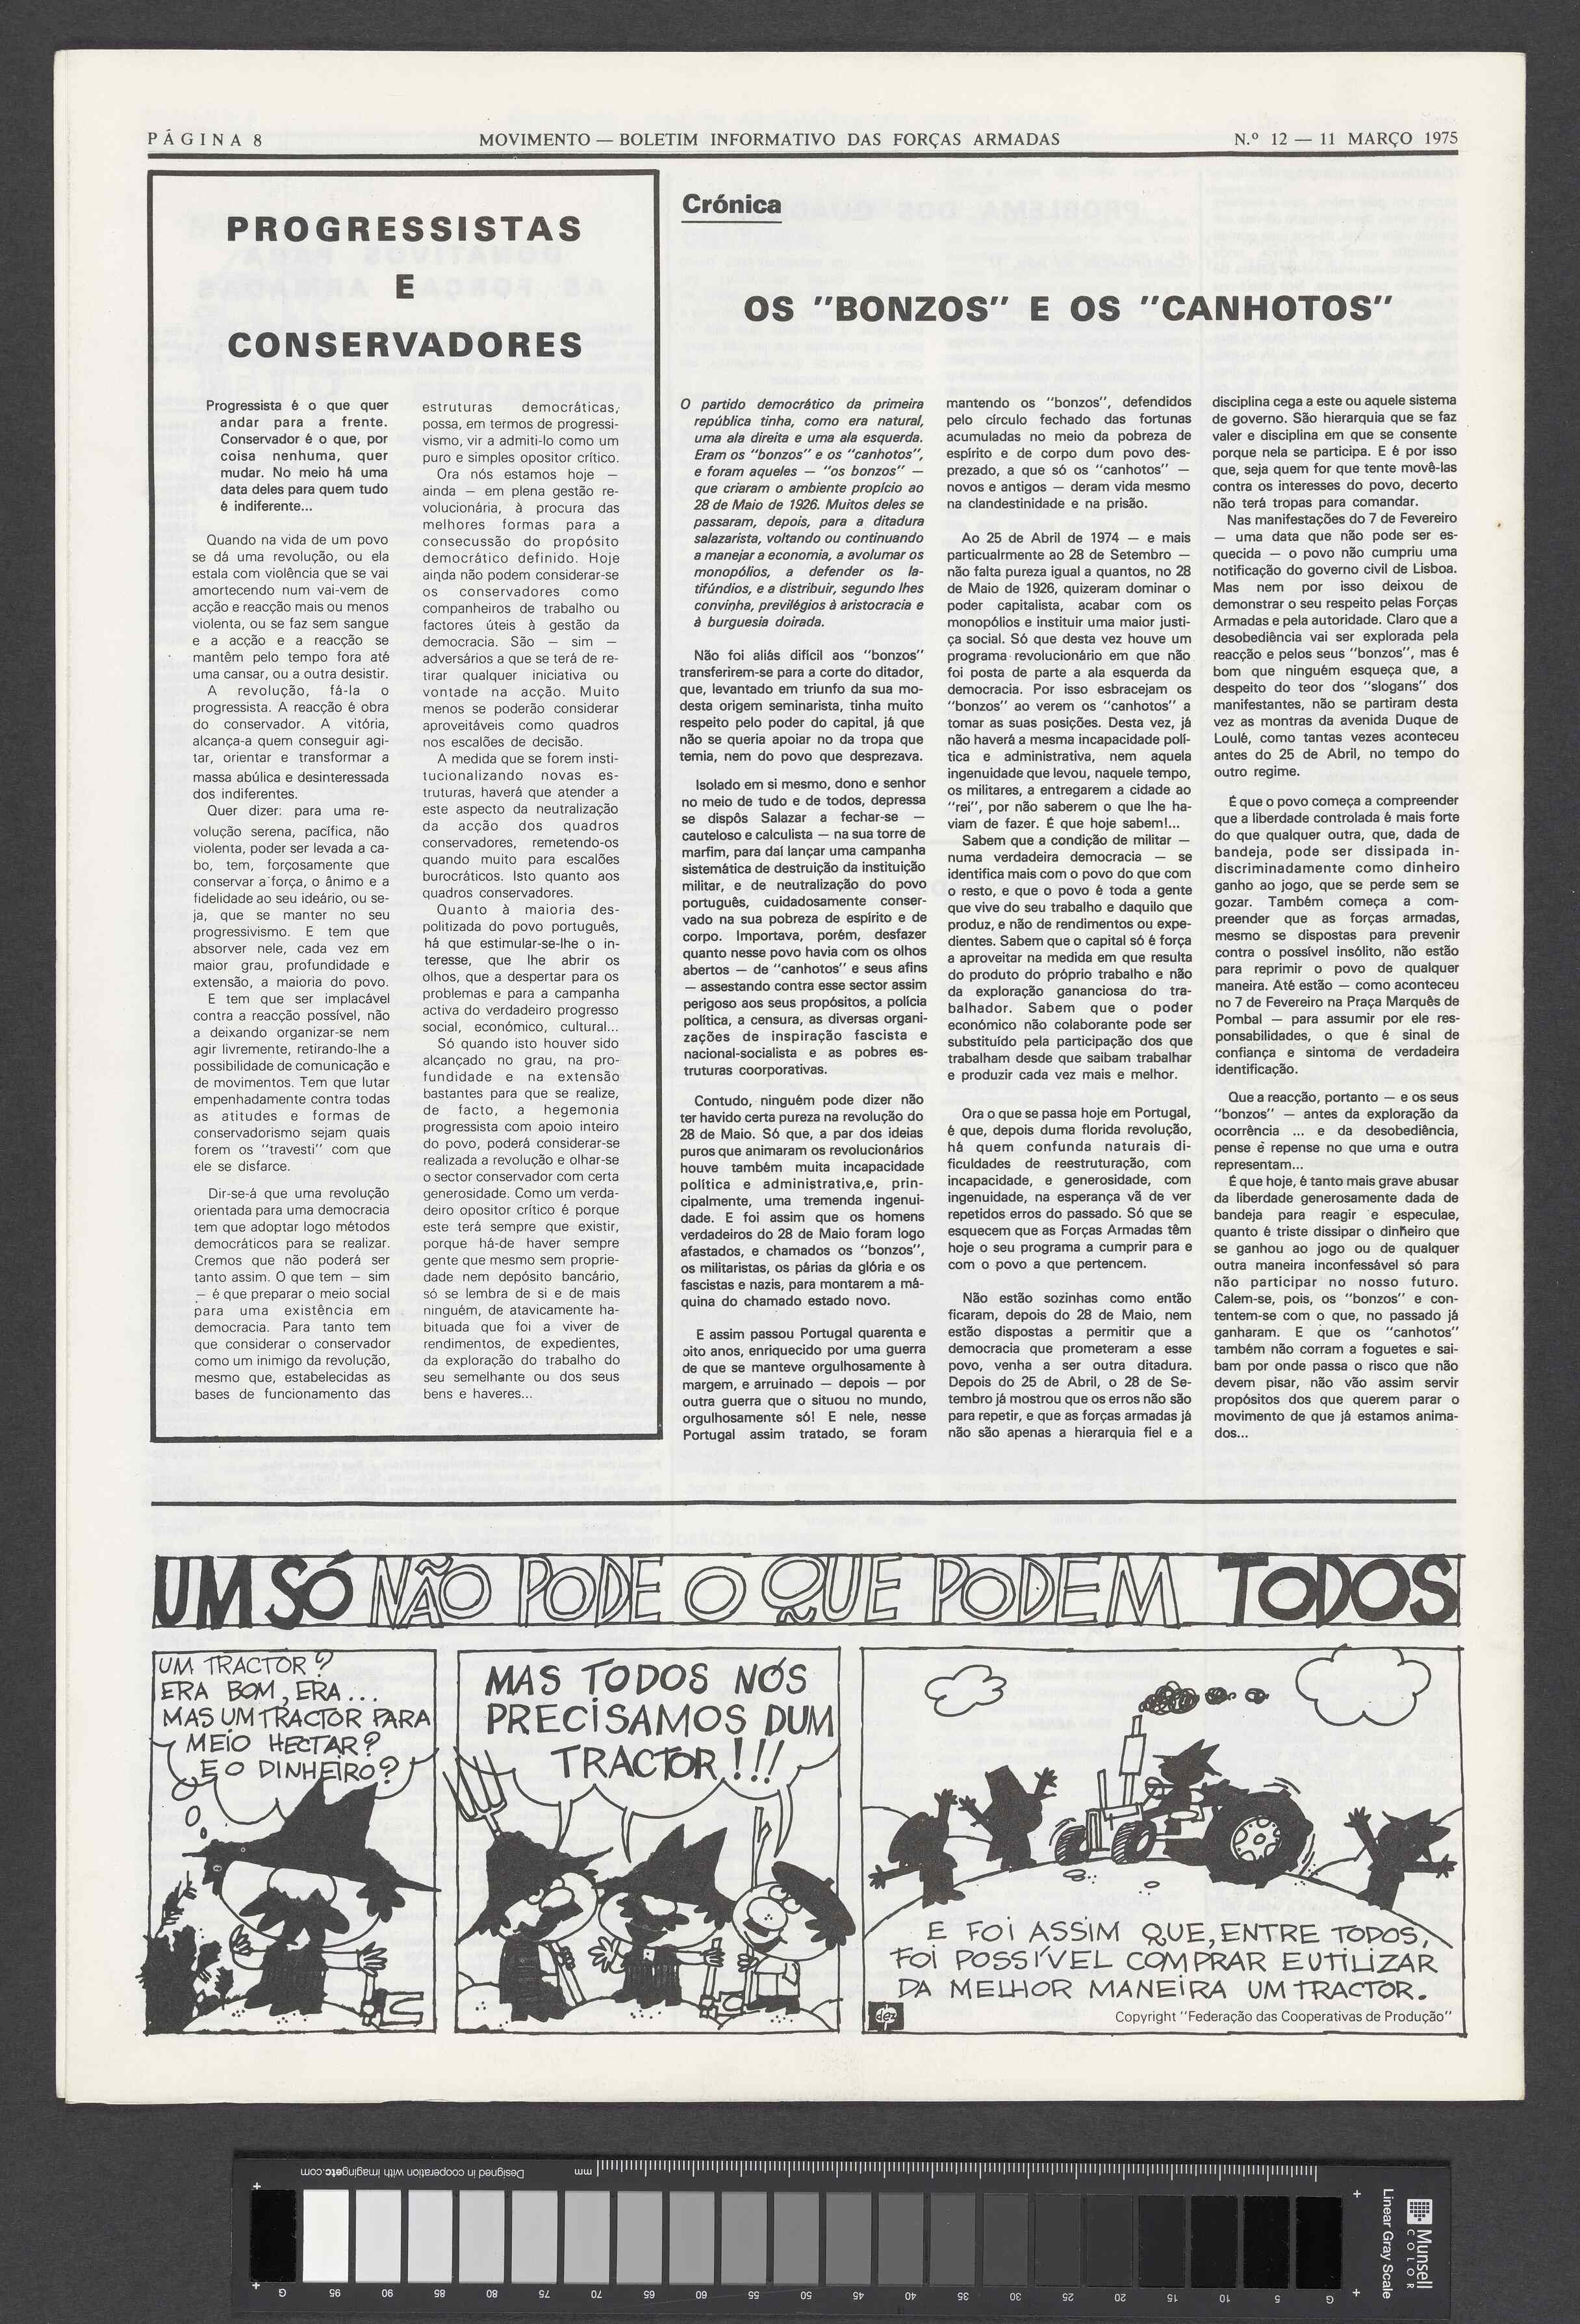 PÁGINA 8
MOVIMENTO — BOLETIM INFORMATIVO DAS FORÇAS ARMADAS
N.º 12 — 11 MARÇO 1975
PROGRESSISTAS
E
CONSERVADORES
Progressista é o que quer
andar para a frente.
Conservador é o que, por
coisa nenhuma, quer
mudar. No meio há uma
data deles para quem tudo
é indiferente...
Quando na vida de um povo
se dá uma revolução, ou ela
estala com violência que se vai
amortecendo num vai-vem de
acção e reacção mais ou menos
violenta, ou se faz sem sangue
e a acção e a reacção se
mantêm pelo tempo fora até
uma cansar, ou a outra desistir.
A revolução, fá-la o
progressista. A reacção é obra
do conservador. A vitória,
alcança-a quem conseguir agi-
tar, orientar e transformar a
massa abúlica e desinteressada
dos indiferentes.
Quer dizer: para uma re-
volução serena, pacífica, não
violenta, poder ser levada a ca-
bo, tem, forçosamente que
conservar a força, o ânimo e a
fidelidade ao seu ideário, ou se-
ja, que se manter no seu
progressivismo. E tem que
absorver nele, cada vez em
maior grau, profundidade e
extensão, a maioria do povo.
E tem que ser implacável
contra a reacção possível, não
a deixando organizar-se nem
agir livremente, retirando-lhe a
possibilidade de comunicação e
de movimentos. Tem que lutar
empenhadamente contra todas
as atitudes e formas de
conservadorismo sejam quais
forem os "travesti" com que
ele se disfarce.
Dir-se-á que uma revolução
orientada para uma democracia
tem que adoptar logo métodos
democráticos para se realizar.
Cremos que não poderá ser
tanto assim. O que tem — sim
— é que preparar o meio social
para uma existência em
democracia. Para tanto tem
que considerar o conservador
como um inimigo da revolução,
mesmo que, estabelecidas as
bases de funcionamento das
estruturas democráticas,
possa, em termos de progressi-
vismo, vir a admiti-lo como um
puro e simples opositor crítico.
Ora nós estamos hoje —
ainda — em plena gestão re-
volucionária, à procura das
melhores formas para a
consecussão do propósito
democrático definido. Hoje
ainda não podem considerar-se
os conservadores como
companheiros de trabalho ou
factores úteis à gestão da
democracia. São — sim —
adversários a que se terá de re-
tirar qualquer iniciativa ou
vontade na acção. Muito
menos se poderão considerar
aproveitáveis como quadros
nos escalões de decisão.
A medida que se forem insti-
tucionalizando novas es-
truturas, haverá que atender a
este aspecto da neutralização
da acção dos quadros
conservadores, remetendo-os
quando muito para escalões
burocráticos. Isto quanto aos
quadros conservadores.
Quanto à maioria des-
politizada do povo português,
há que estimular-se-lhe o in-
teresse, que lhe abrir os
olhos, que a despertar para os
problemas e para a campanha
activa do verdadeiro progresso
social, económico, cultural...
Só quando isto houver sido
alcançado no grau, na pro-
fundidade e na extensão
bastantes para que se realize,
de facto, a hegemonia
progressista com apoio inteiro
do povo, poderá considerar-se
realizada a revolução e olhar-se
o sector conservador com certa
generosidade. Como um verda-
deiro opositor crítico é porque
este terá sempre que existir,
porque há-de haver sempre
gente que mesmo sem proprie-
dade nem depósito bancário,
só se lembra de si e de mais
ninguém, de atavicamente ha-
bituada que foi a viver de
rendimentos, de expedientes,
da exploração do trabalho do
seu semelhante ou dos seus
bens e haveres...
Crónica
OS "BONZOS" E OS "CANHOTOS"
O partido democrático da primeira
república tinha, como era natural,
uma ala direita e uma ala esquerda.
Eram os "bonzos" e os "canhotos",
e foram aqueles — "os bonzos" —
que criaram o ambiente propício ao
28 de Maio de 1926. Muitos deles se
passaram, depois, para a ditadura
salazarista, voltando ou continuando
a manejar a economia, a avolumar os
monopólios, a defender os la-
tifúndios, e a distribuir, segundo lhes
convinha, previlégios à aristocracia e
à burguesia doirada.
Não foi aliás difícil aos "bonzos"
transferirem-se para a corte do ditador,
que, levantado em triunfo da sua mo-
desta origem seminarista, tinha muito
respeito pelo poder do capital, já que
não se queria apoiar no da tropa que
temia, nem do povo que desprezava.
Isolado em si mesmo, dono e senhor
no meio de tudo e de todos, depressa
se dispôs Salazar a fechar-se —
cauteloso e calculista — na sua torre de
marfim, para daí lançar uma campanha
sistemática de destruição da instituição
militar, e de neutralização do povo
português, cuidadosamente conser-
vado na sua pobreza de espírito e de
corpo. Importava, porém, desfazer
quanto nesse povo havia com os olhos
abertos — de "canhotos" e seus afins
— assestando contra esse sector assim
perigoso aos seus propósitos, a polícia
política, a censura, as diversas organi-
zações de inspiração fascista e
nacional-socialista e as pobres es-
truturas coorporativas.
Contudo, ninguém pode dizer não
ter havido certa pureza na revolução do
28 de Maio. Só que, a par dos ideias
puros que animaram os revolucionários
houve também muita incapacidade
política e administrativa,e, prin-
cipalmente, uma tremenda ingenui-
dade. E foi assim que os homens
verdadeiros do 28 de Maio foram logo
afastados, e chamados os "bonzos",
os militaristas, os párias da glória e os
fascistas e nazis, para montarem a má-
quina do chamado estado novo.
E assim passou Portugal quarenta e
oito anos, enriquecido por uma guerra
de que se manteve orgulhosamente à
margem, e arruinado — depois — por
outra guerra que o situou no mundo,
orgulhosamente só! E nele, nesse
Portugal assim tratado, se foram
mantendo os "bonzos", defendidos
pelo círculo fechado das fortunas
acumuladas no meio da pobreza de
espírito e de corpo dum povo des-
prezado, a que só os "canhotos" —
novos e antigos — deram vida mesmo
na clandestinidade e na prisão.
Ao 25 de Abril de 1974 — e mais
particualrmente ao 28 de Setembro —
não falta pureza igual a quantos, no 28
de Maio de 1926, quizeram dominar o
poder capitalista, acabar com os
monopólios e instituir uma maior justi-
ça social. Só que desta vez houve um
programa revolucionário em que não
foi posta de parte a ala esquerda da
democracia. Por isso esbracejam os
"bonzos" ao verem os "canhotos" a
tomar as suas posições. Desta vez, já
não haverá a mesma incapacidade polí-
tica e administrativa, nem aquela
ingenuidade que levou, naquele tempo,
os militares, a entregarem a cidade ao
"rei", por não saberem o que lhe ha-
viam de fazer. É que hoje sabem!...
Sabem que a condição de militar —
numa verdadeira democracia — se
identifica mais com o povo do que com
o resto, e que o povo é toda a gente
que vive do seu trabalho e daquilo que
produz, e não de rendimentos ou expe-
dientes. Sabem que o capital só é força
a aproveitar na medida em que resulta
do produto do próprio trabalho e não
da exploração gananciosa do tra-
balhador. Sabem que o poder
económico não colaborante pode ser
substituído pela participação dos que
trabalham desde que saibam trabalhar
e produzir cada vez mais e melhor.
Ora o que se passa hoje em Portugal,
é que, depois duma florida revolução,
há quem confunda naturais di-
ficuldades de reestruturação, com
incapacidade, e generosidade, com
ingenuidade, na esperança vã de ver
repetidos erros do passado. Só que se
esquecem que as Forças Armadas têm
hoje o seu programa a cumprir para e
com o povo a que pertencem.
Não estão sozinhas como então
ficaram, depois do 28 de Maio, nem
estão dispostas a permitir que a
democracia que prometeram a esse
povo, venha a ser outra ditadura.
Depois do 25 de Abril, o 28 de Se-
tembro já mostrou que os erros não são
para repetir, e que as forças armadas já
não são apenas a hierarquia fiel e a
disciplina cega a este ou aquele sistema
de governo. São hierarquia que se faz
valer e disciplina em que se consente
porque nela se participa. E é por isso
que, seja quem for que tente movê-las
contra os interesses do povo, decerto
não terá tropas para comandar.
Nas manifestações do 7 de Fevereiro
— uma data que não pode ser es-
quecida — o povo não cumpriu uma
notificação do governo civil de Lisboa.
Mas nem por isso deixou de
demonstrar o seu respeito pelas Forças
Armadas e pela autoridade. Claro que a
desobediência vai ser explorada pela
reacção e pelos seus "bonzos", mas é
bom que ninguém esqueça que, a
despeito do teor dos "slogans" dos
manifestantes, não se partiram desta
vez as montras da avenida Duque de
Loulé, como tantas vezes aconteceu
antes do 25 de Abril, no tempo do
outro regime.
É que o povo começa a compreender
que a liberdade controlada é mais forte
do que qualquer outra, que, dada de
bandeja, pode ser dissipada in-
discriminadamente como dinheiro
ganho ao jogo, que se perde sem se
gozar. Também começa a com-
preender que as forças armadas,
mesmo se dispostas para prevenir
contra o possível insólito, não estão
para reprimir o povo de qualquer
maneira. Até estão — como aconteceu
no 7 de Fevereiro na Praça Marquês de
Pombal — para assumir por ele res-
ponsabilidades, o que é sinal de
confiança e sintoma de verdadeira
identificação.
Que a reacção, portanto — e os seus
"bonzos" — antes da exploração da
ocorrência ... e da desobediência,
pense e repense no que uma e outra
representam...
É que hoje, é tanto mais grave abusar
da liberdade generosamente dada de
bandeja para reagir e especulae,
quanto é triste dissipar o dinheiro que
se ganhou ao jogo ou de qualquer
outra maneira inconfessável só para
não participar no nosso futuro.
Calem-se, pois, os "bonzos" e con-
tentem-se com o que, no passado já
ganharam. E que os "canhotos"
também não corram a foguetes e sai-
bam por onde passa o risco que não
devem pisar, não vão assim servir
propósitos dos que querem parar o
movimento de que já estamos anima-
dos...
UM SÓ NÃO PODE O QUE PODEM TODOS
UM TRACTOR?
ERA BOM, ERA...
MAS UM TRACTOR PARA
MEIO HECTAR?
E O DINHEIRO?
MAS TODOS NÓS
PRECISAMOS DUM
TRACTOR!!!
E FOI ASSIM QUE, ENTRE TODOS,
FOI POSSÍVEL COMPRAR E UTILIZAR
DA MELHOR MANEIRA UM TRACTOR.
dez
Copyright "Federação das Cooperativas de Produção"
Designed in cooperation with imagingetc.com
mm
G 95 90 85 80 75 70 65 60 55 50 45 40 35 30 25 20 15 10 5 G
Munsell
COLOR
Linear Gray Scale